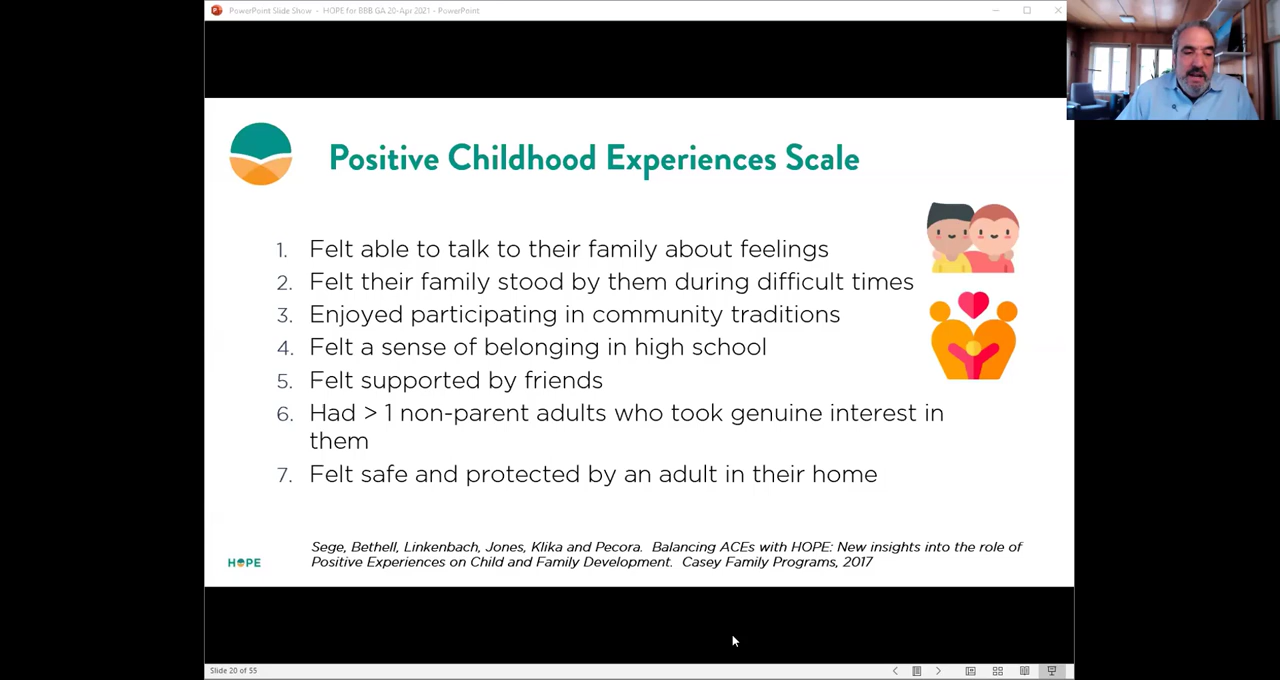 PowerPoint Slide Show - HOPE for BBB GA 20-Apr 2021 - PowerPoint
Positive Childhood Experiences Scale
1. Felt able to talk to their family about feelings
2. Felt their family stood by them during difficult times
3. Enjoyed participating in community traditions
4. Felt a sense of belonging in high school
5. Felt supported by friends
6. Had > 1 non-parent adults who took genuine interest in
them
7. Felt safe and protected by an adult in their home
Sege, Bethell, Linkenbach, Jones, Klika and Pecora. Balancing ACEs with HOPE: New insights into the role of
Positive Experiences on Child and Family Development. Casey Family Programs, 2017
HOPE
Slide 20 of 55